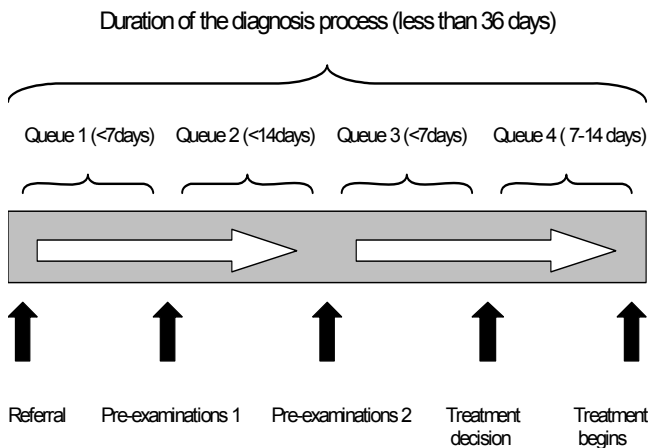 Duration of the diagnosis process (less than 36 days)
Queue 1 (<7days) Queue 2 (<14days) Queue 3 (<7days) Queue 4 ( 7-14 days)
Referral Pre-examinations 1 Pre-examinations 2 Treatment decision Treatment begins